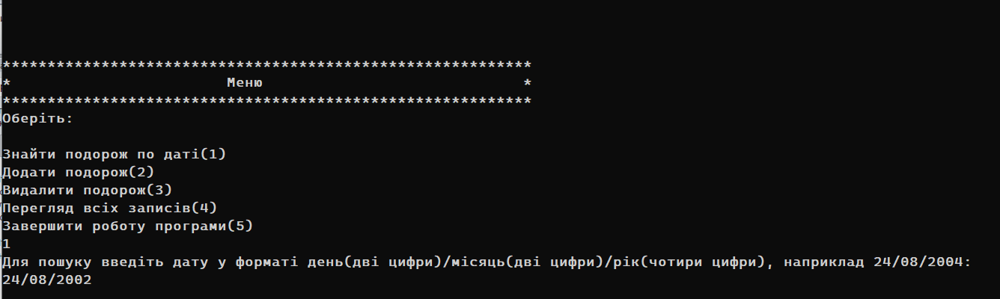 ***********************************************************
* Меню *
***********************************************************
Оберіть:
Знайти подорож по даті(1)
Додати подорож(2)
Видалити подорож(3)
Перегляд всіх записів(4)
Завершити роботу програми(5)
1
Для пошуку введіть дату у форматі день(дві цифри)/місяць(дві цифри)/рік(чотири цифри), наприклад 24/08/2004:
24/08/2002